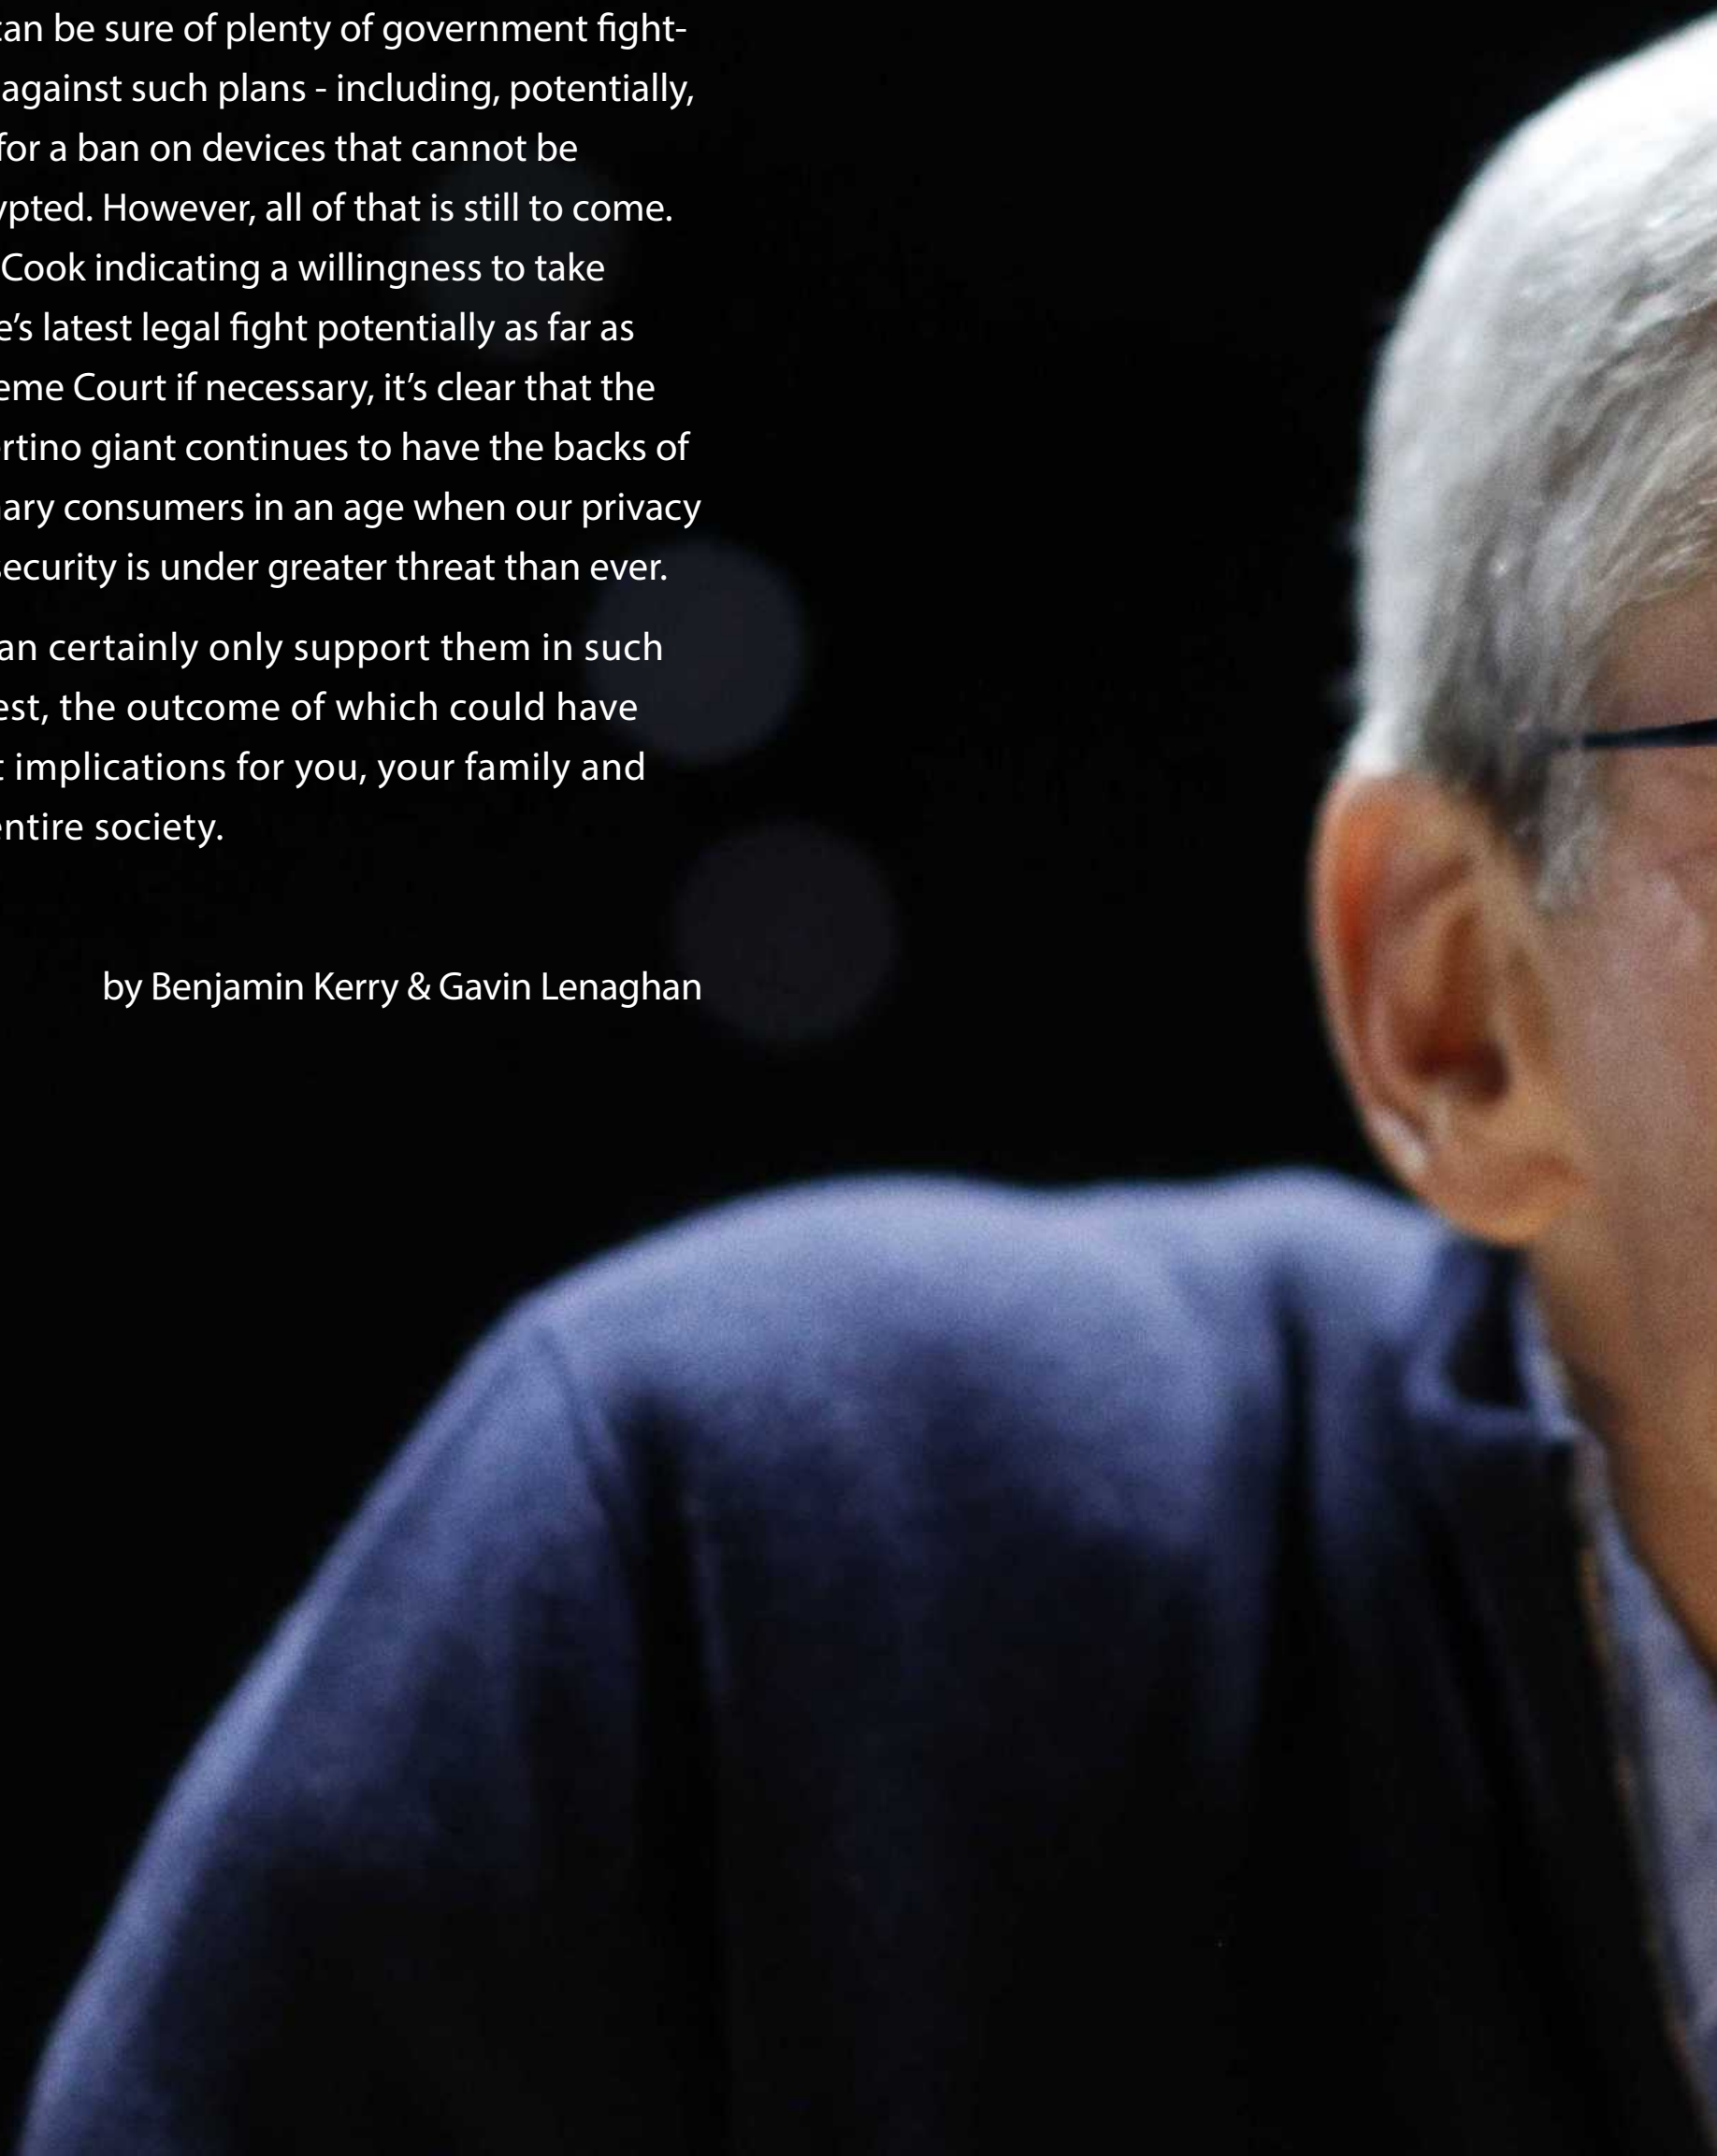 can be sure of plenty of government fight-
against such plans - including, potentially,
for a ban on devices that cannot be
ypted. However, all of that is still to come.
Cook indicating a willingness to take
e’s latest legal fight potentially as far as
eme Court if necessary, it’s clear that the
rtino giant continues to have the backs of
ary consumers in an age when our privacy
security is under greater threat than ever.
an certainly only support them in such
est, the outcome of which could have
t implications for you, your family and
entire society.
by Benjamin Kerry & Gavin Lenaghan